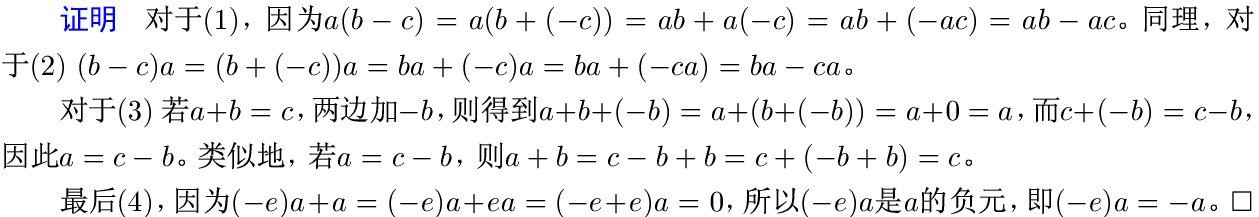 证明 对于(1)，因为a(b − c) = a(b + (−c)) = ab + a(−c) = ab + (−ac) = ab − ac。同理，对
于(2) (b − c)a = (b + (−c))a = ba + (−c)a = ba + (−ca) = ba − ca。
对于(3) 若a+b = c，两边加−b，则得到a+b+(−b) = a+(b+(−b)) = a+0 = a，而c+(−b) = c−b，
因此a = c − b。类似地，若a = c − b，则a + b = c − b + b = c + (−b + b) = c。
最后(4)，因为(−e)a+a = (−e)a+ea = (−e+e)a = 0，所以(−e)a是a的负元，即(−e)a = −a。□